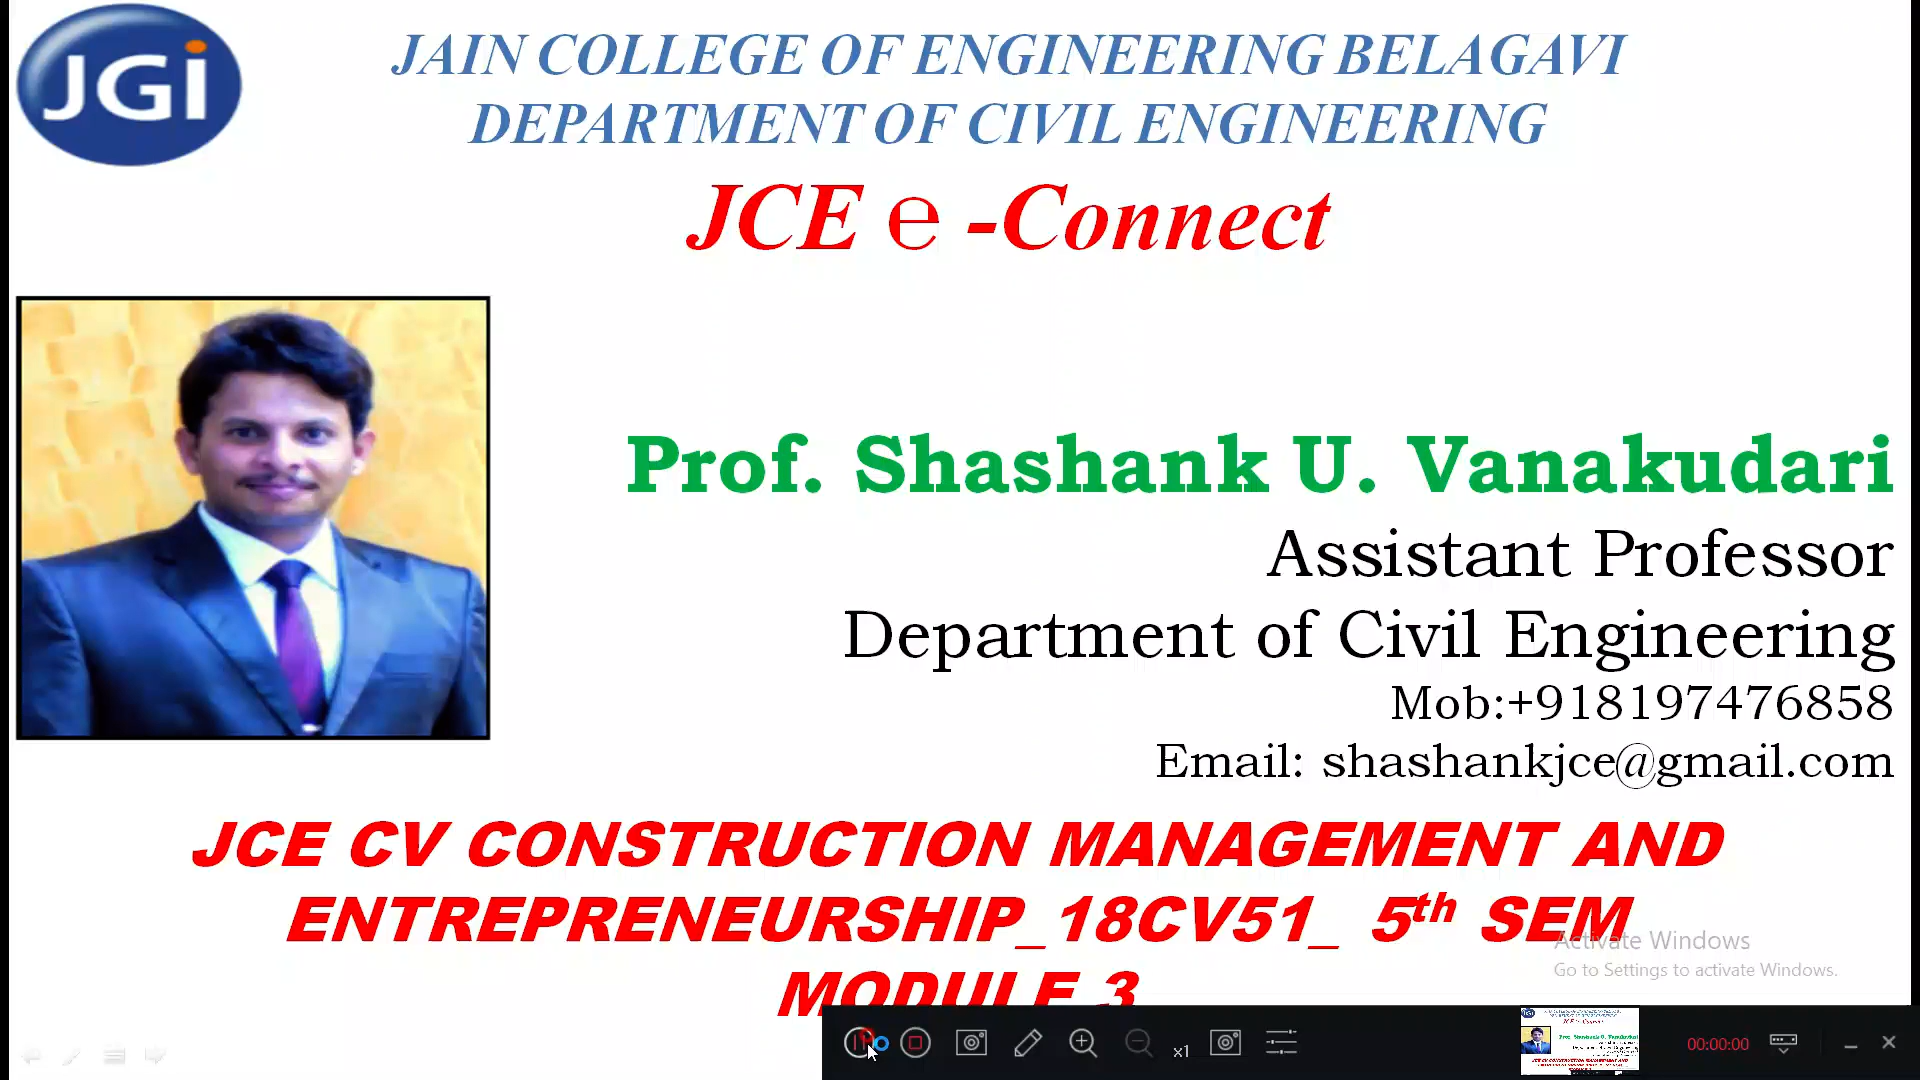 JGi
JAIN COLLEGE OF ENGINEERING BELAGAVI
DEPARTMENT OF CIVIL ENGINEERING
JCE e -Connect
Prof. Shashank U. Vanakudari
Assistant Professor
Department of Civil Engineering
Mob:+918197476858
Email: shashankjce@gmail.com
JCE CV CONSTRUCTION MANAGEMENT AND
ENTREPRENEURSHIP_18CV51_ 5th SEM
MODULE 3
Activate Windows
Go to Settings to activate Windows.
x1
00:00:00